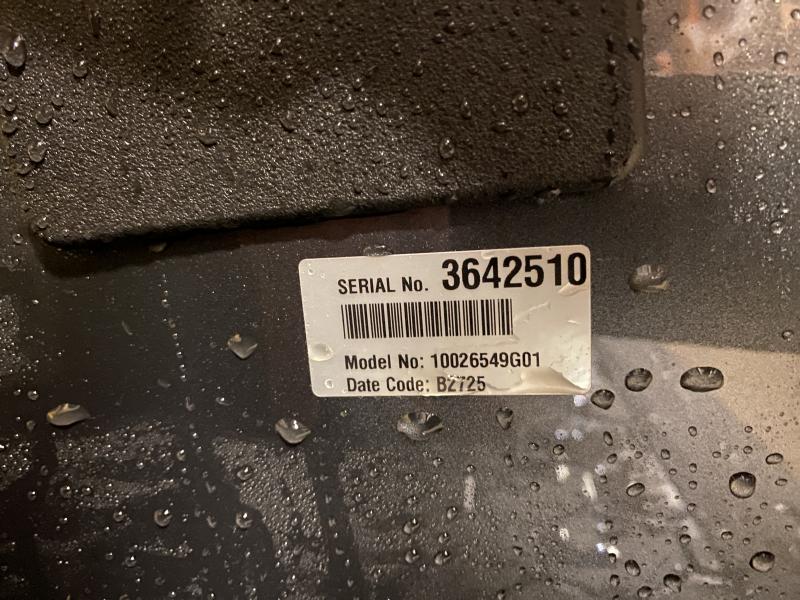 SERIAL No. 3642510
Model No: 10026549G01
Date Code: B2725